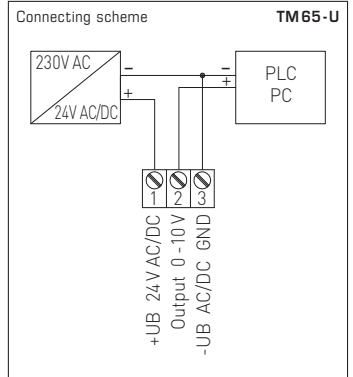 Connecting scheme TM65-U
230V AC
24V AC/DC
–
+
–
+
PLC
PC
1 2 3
+UB 24V AC/DC
Output 0-10V
-UB AC/DC GND